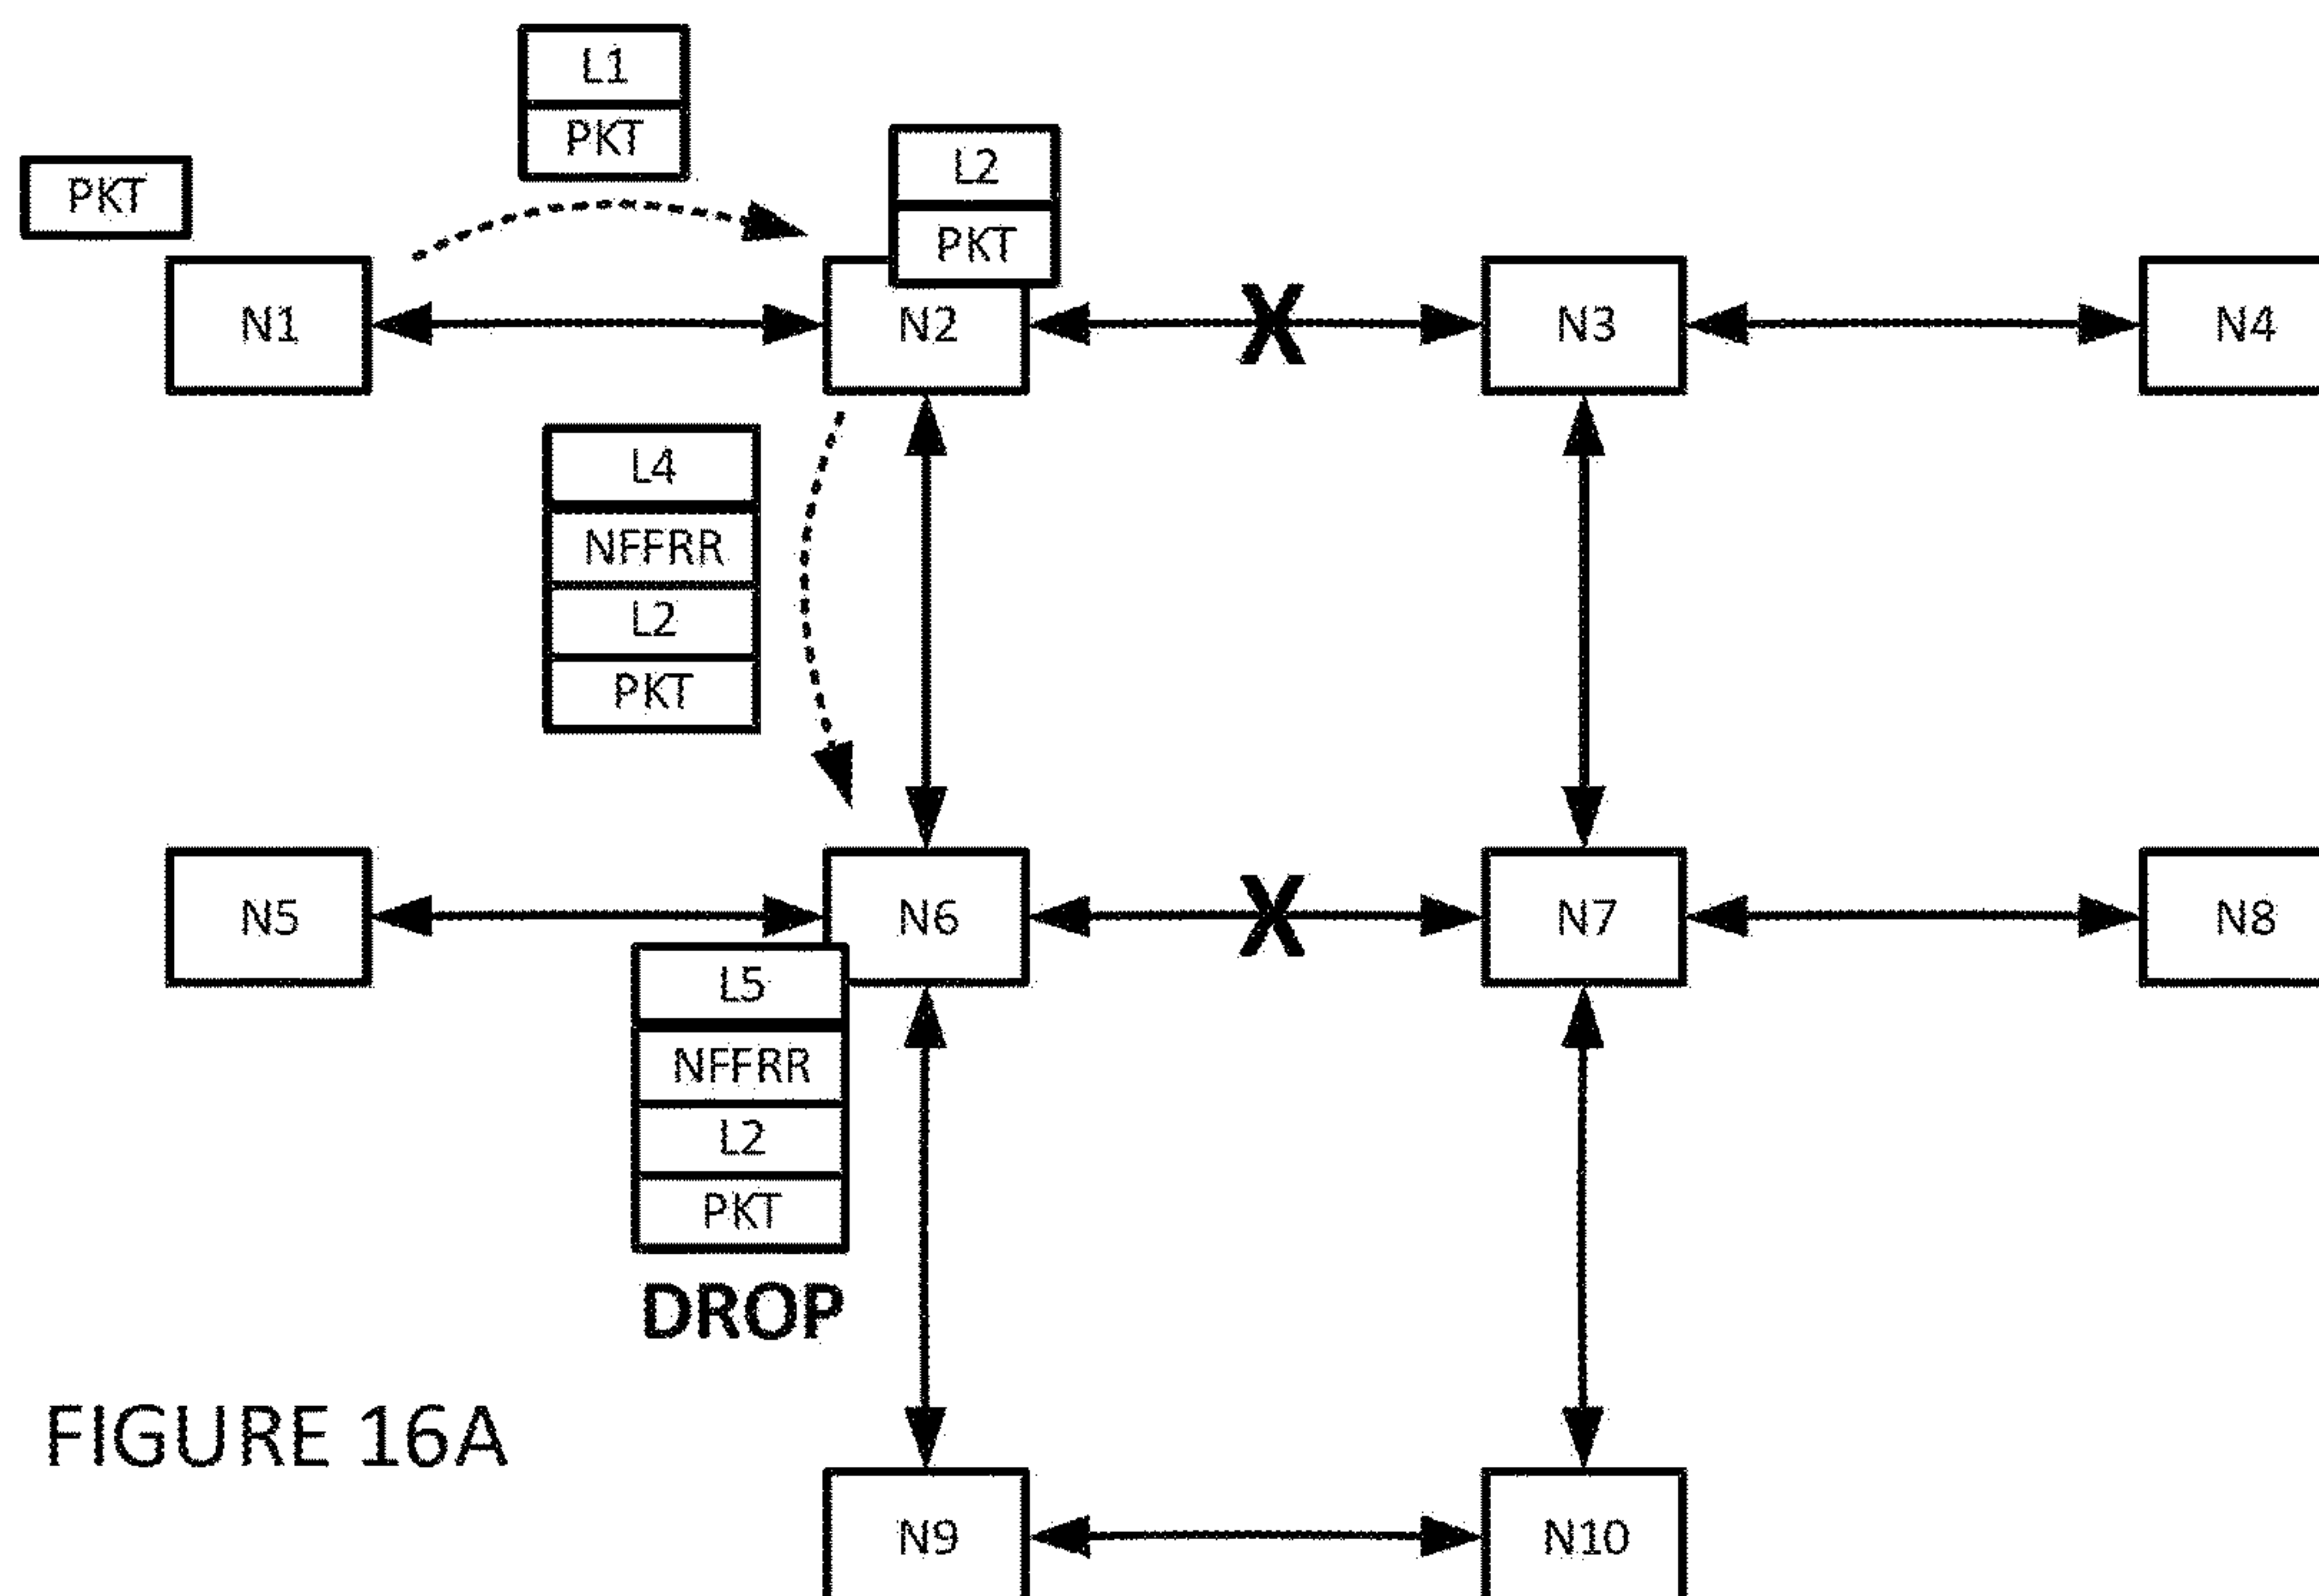 L1
PKT
PKT
L2
PKT
N1
N2
N3
N4
L4
NFFRR
L2
PKT
N5
N6
N7
N8
L5
NFFRR
L2
PKT
DROP
FIGURE 16A
N9
N10